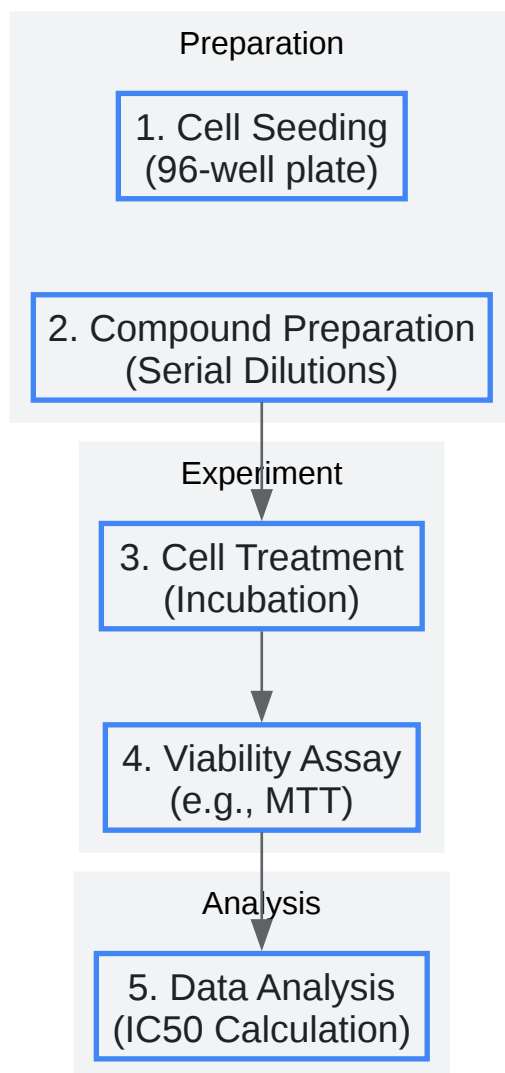 Preparation
1. Cell Seeding
(96-well plate)
2. Compound Preparation
(Serial Dilutions)
Experiment
3. Cell Treatment
(Incubation)
4. Viability Assay
(e.g., MTT)
Analysis
5. Data Analysis
(IC50 Calculation)